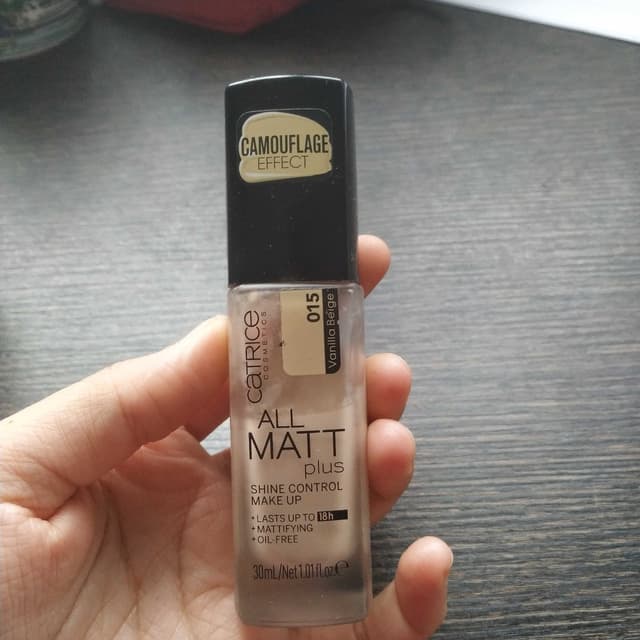 CAMOUFLAGE
EFFECT
015
Vanilla Beige
CATRICE
COSMETICS
ALL
MATT
plus
SHINE CONTROL
MAKE UP
+ LASTS UP TO 18h
+ MATTIFYING
+ OIL-FREE
30mL/Net 1.01 fl.oz. ℮